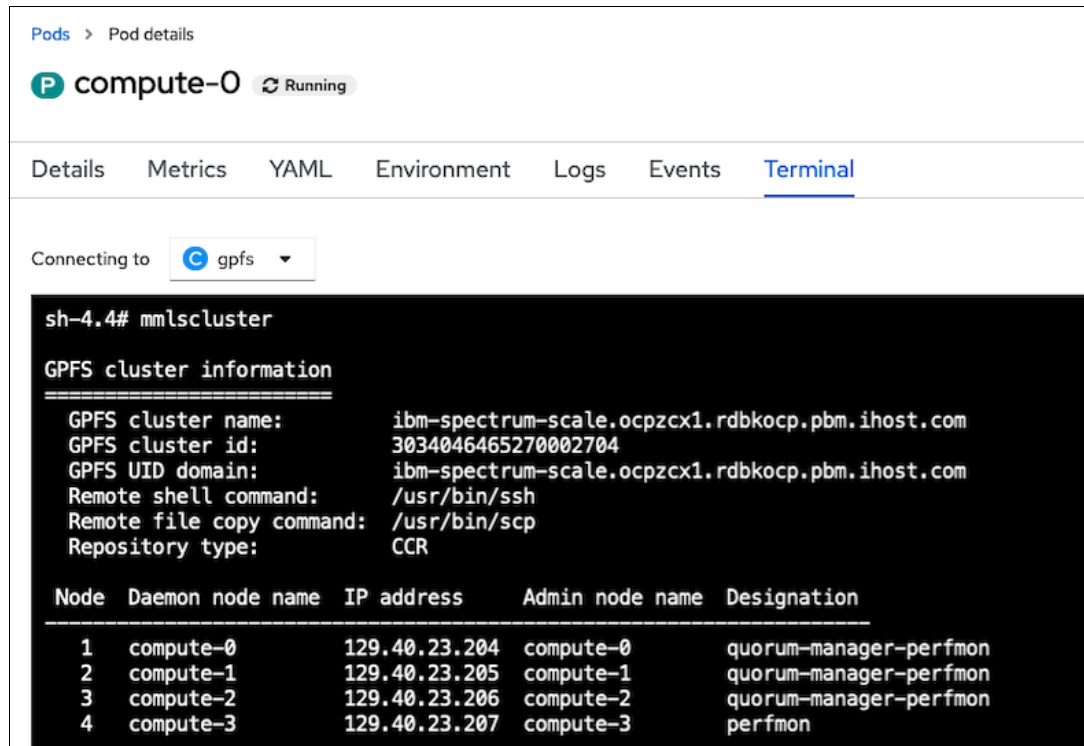 Pods > Pod details
P compute-0 Running
Details Metrics YAML Environment Logs Events Terminal
Connecting to C gpfs
sh-4.4# mmlscluster
GPFS cluster information
========================
GPFS cluster name: ibm-spectrum-scale.ocpzcx1.rdbkocp.pbm.ihost.com
GPFS cluster id: 3034046465270002704
GPFS UID domain: ibm-spectrum-scale.ocpzcx1.rdbkocp.pbm.ihost.com
Remote shell command: /usr/bin/ssh
Remote file copy command: /usr/bin/scp
Repository type: CCR
Node Daemon node name IP address Admin node name Designation
---------------------------------------------------------------------
1 compute-0 129.40.23.204 compute-0 quorum-manager-perfmon
2 compute-1 129.40.23.205 compute-1 quorum-manager-perfmon
3 compute-2 129.40.23.206 compute-2 quorum-manager-perfmon
4 compute-3 129.40.23.207 compute-3 perfmon